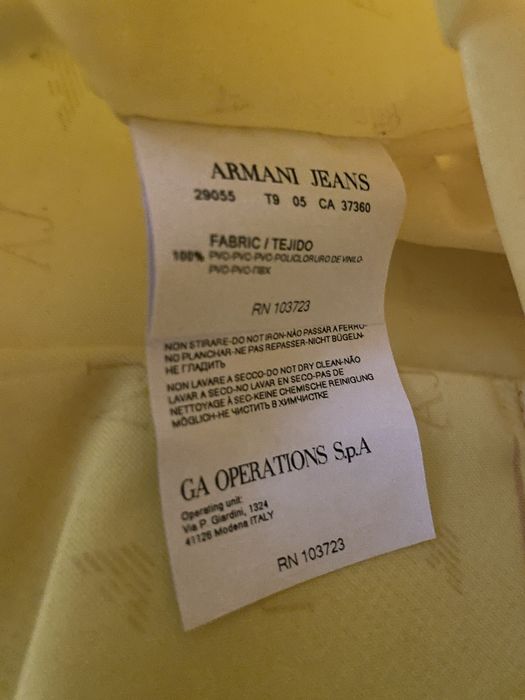 ARMANI JEANS
29055 T9 05 CA 37360
FABRIC / TEJIDO
100% PVC-PVC-PVC-POLICLORURO DE VINILO-
PVC-PVC-ПВХ
RN 103723
NON STIRARE-DO NOT IRON-NÃO PASSAR A FERRO-
NO PLANCHAR-NE PAS REPASSER-NICHT BÜGELN-
НЕ ГЛАДИТЬ
NON LAVARE A SECCO-DO NOT DRY CLEAN-NÃO
LAVAR A SECO-NO LAVAR EN SECO-PAS DE
NETTOYAGE À SEC-KEINE CHEMISCHE REINIGUNG
MÖGLICH-НЕ ЧИСТИТЬ В ХИМЧИСТКЕ
GA OPERATIONS S.p.A
Operating unit:
Via P. Giardini, 1324
41126 Modena ITALY
RN 103723